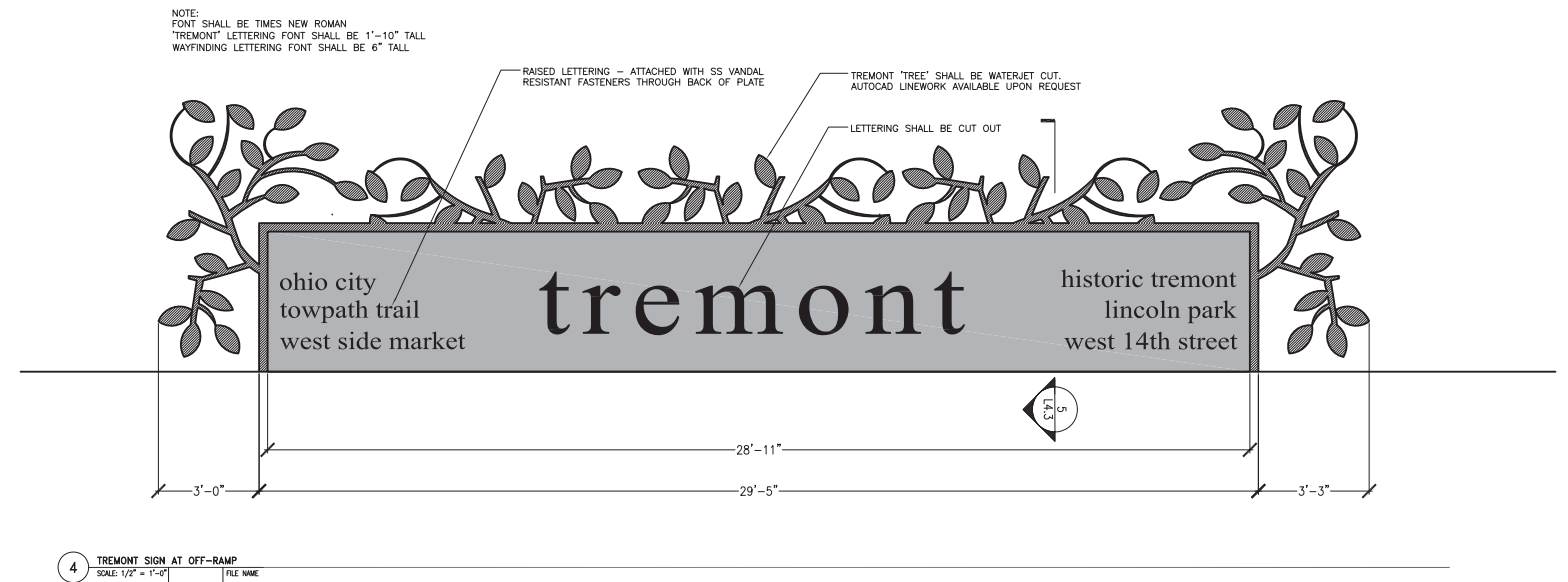 NOTE:
FONT SHALL BE TIMES NEW ROMAN
'TREMONT' LETTERING FONT SHALL BE 1'-10" TALL
WAYFINDING LETTERING FONT SHALL BE 6" TALL
RAISED LETTERING – ATTACHED WITH SS VANDAL
RESISTANT FASTENERS THROUGH BACK OF PLATE
TREMONT 'TREE' SHALL BE WATERJET CUT.
AUTOCAD LINEWORK AVAILABLE UPON REQUEST
LETTERING SHALL BE CUT OUT
ohio city
towpath trail
west side market
tremont
historic tremont
lincoln park
west 14th street
5
L4.3
28'-11"
3'-0"
29'-5"
3'-3"
4
TREMONT SIGN AT OFF-RAMP
SCALE: 1/2" = 1'-0"
FILE NAME